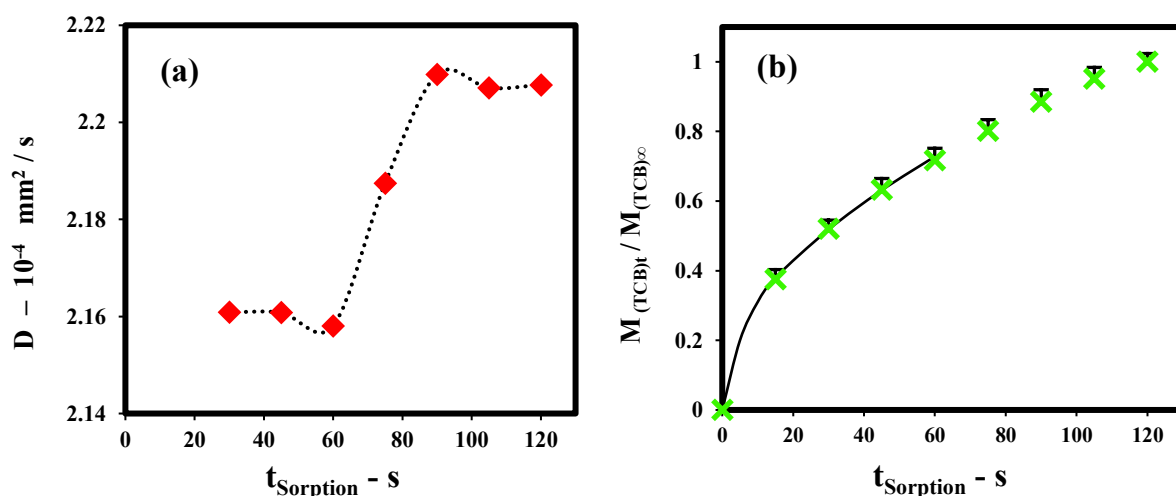 (a)
D – 10⁻⁴ mm² / s
2.22
2.2
2.18
2.16
2.14
0 20 40 60 80 100 120
t_Sorption - s
(b)
M (TCB)t / M (TCB)∞
1
0.8
0.6
0.4
0.2
0
0 20 40 60 80 100 120
t_Sorption - s